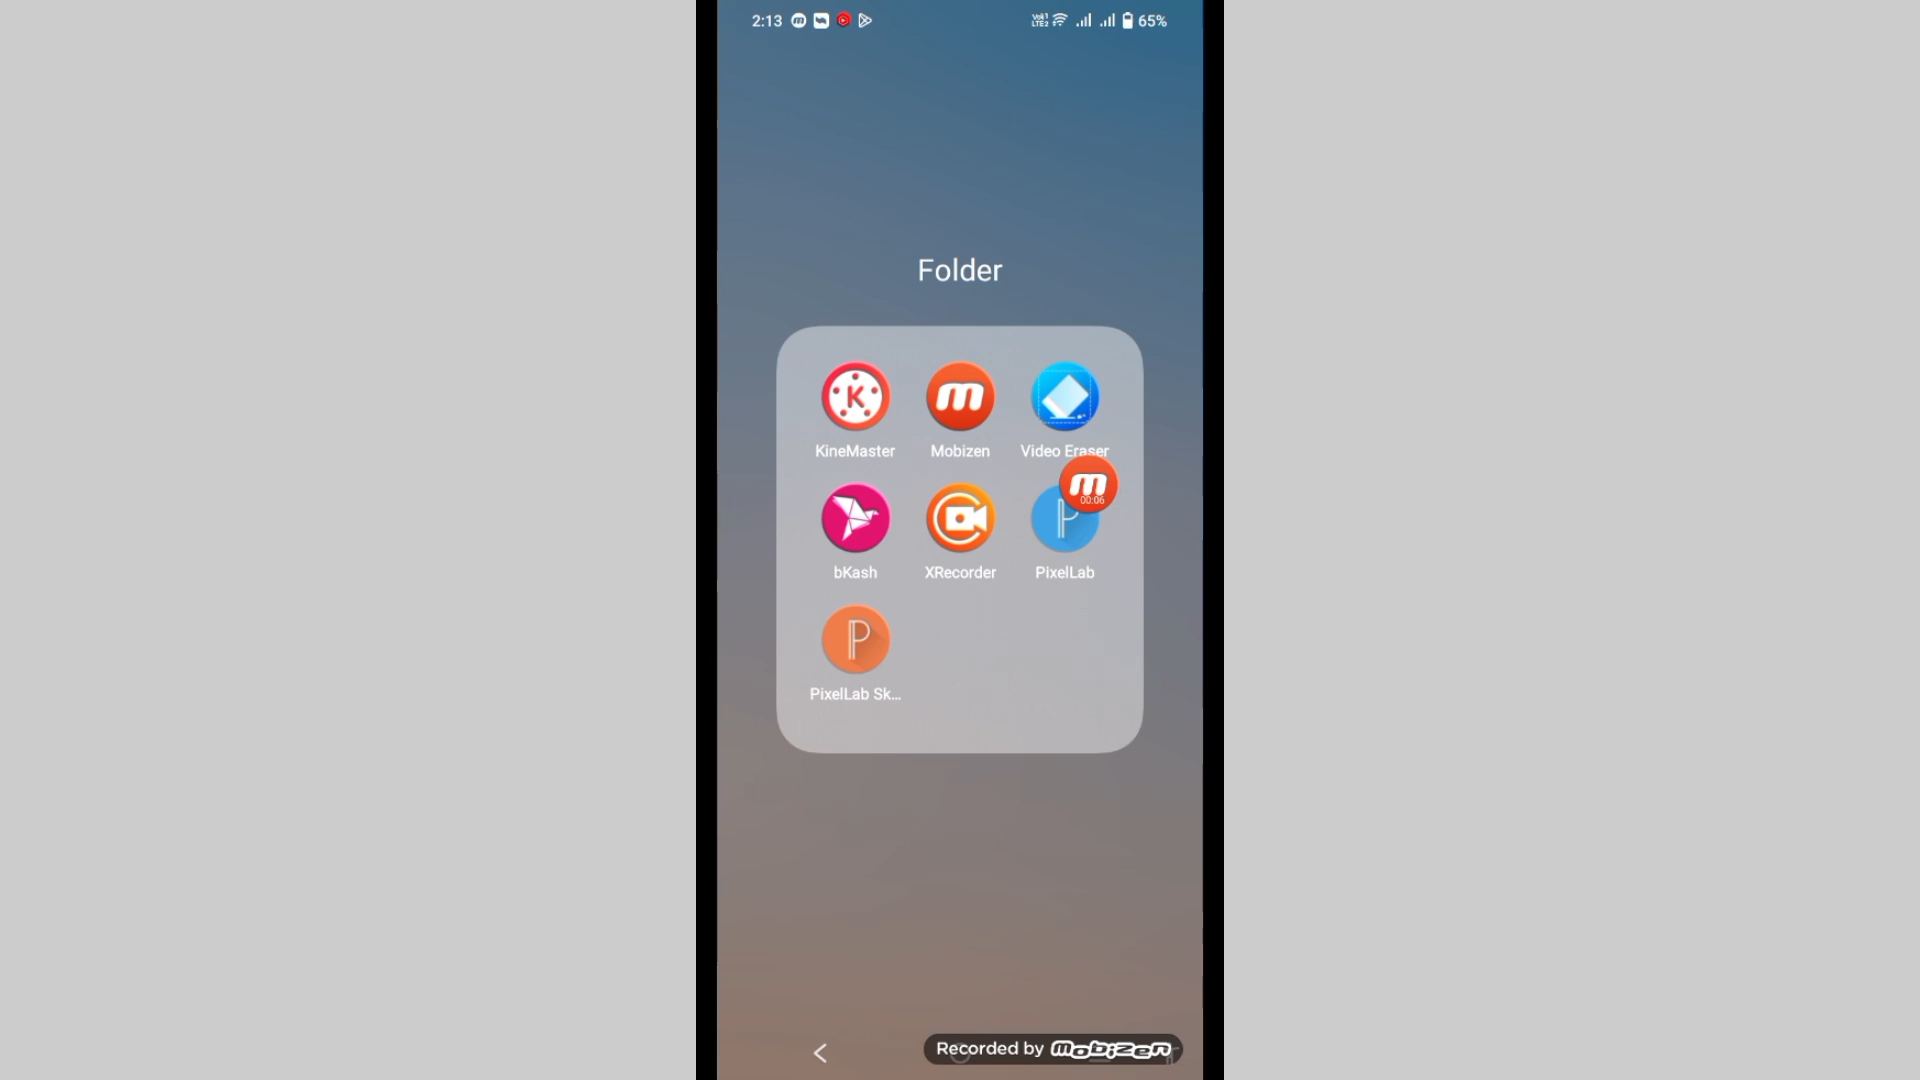 2:13
65%
Folder
KineMaster
Mobizen
Video Eraser
00:06
bKash
XRecorder
PixelLab
PixelLab Sk...
Recorded by mobizen